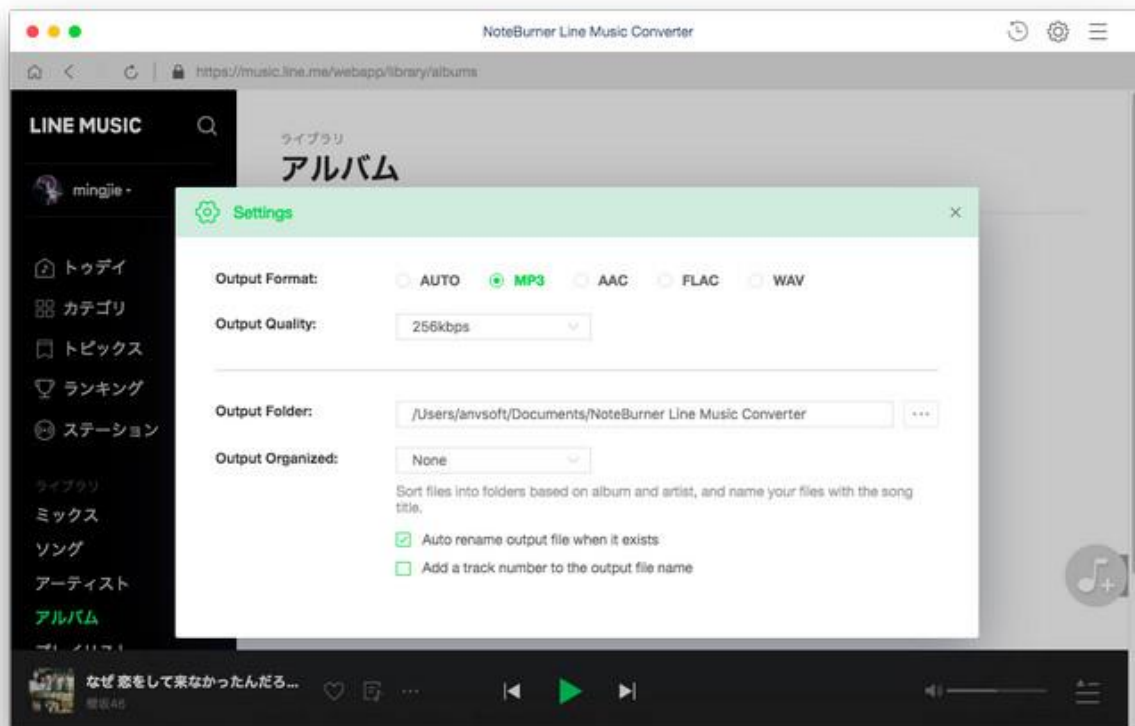 NoteBurner Line Music Converter
https://music.line.me/webapp/library/albums
LINE MUSIC
mingjie
ライブラリ
アルバム
Settings
Output Format:
AUTO MP3 AAC FLAC WAV
Output Quality:
256kbps
Output Folder:
/Users/anvsoft/Documents/NoteBurner Line Music Converter
Output Organized:
None
Sort files into folders based on album and artist, and name your files with the song
title.
Auto rename output file when it exists
Add a track number to the output file name
トゥデイ
カテゴリ
トピックス
ランキング
ステーション
ライブラリ
ミックス
ソング
アーティスト
アルバム
プレイリスト
なぜ 恋をして来なかったんだろ...
櫻坂46